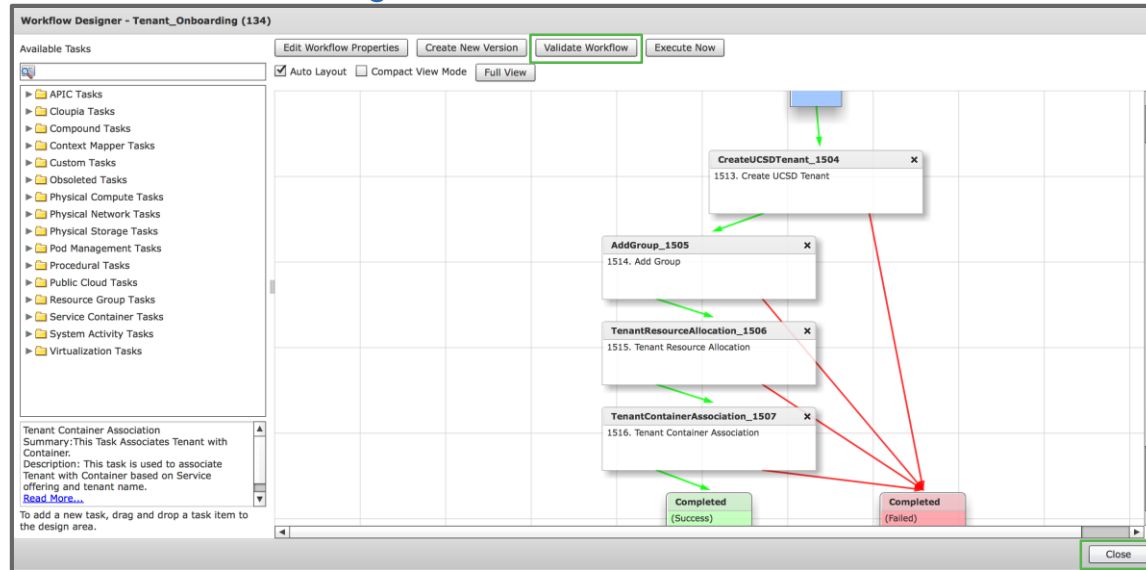 Workflow Designer - Tenant_Onboarding (134)
Available Tasks
Edit Workflow Properties
Create New Version
Validate Workflow
Execute Now
Auto Layout
Compact View Mode
Full View
APIC Tasks
Cloupia Tasks
Compound Tasks
Context Mapper Tasks
Custom Tasks
Obsoleted Tasks
Physical Compute Tasks
Physical Network Tasks
Physical Storage Tasks
Pod Management Tasks
Procedural Tasks
Public Cloud Tasks
Resource Group Tasks
Service Container Tasks
System Activity Tasks
Virtualization Tasks
Tenant Container Association
Summary:This Task Associates Tenant with
Container.
Description: This task is used to associate
Tenant with Container based on Service
offering and tenant name.
Read More...
To add a new task, drag and drop a task item to
the design area.
CreateUCSDTenant_1504
1513. Create UCSD Tenant
AddGroup_1505
1514. Add Group
TenantResourceAllocation_1506
1515. Tenant Resource Allocation
TenantContainerAssociation_1507
1516. Tenant Container Association
Completed
(Success)
Completed
(Failed)
Close